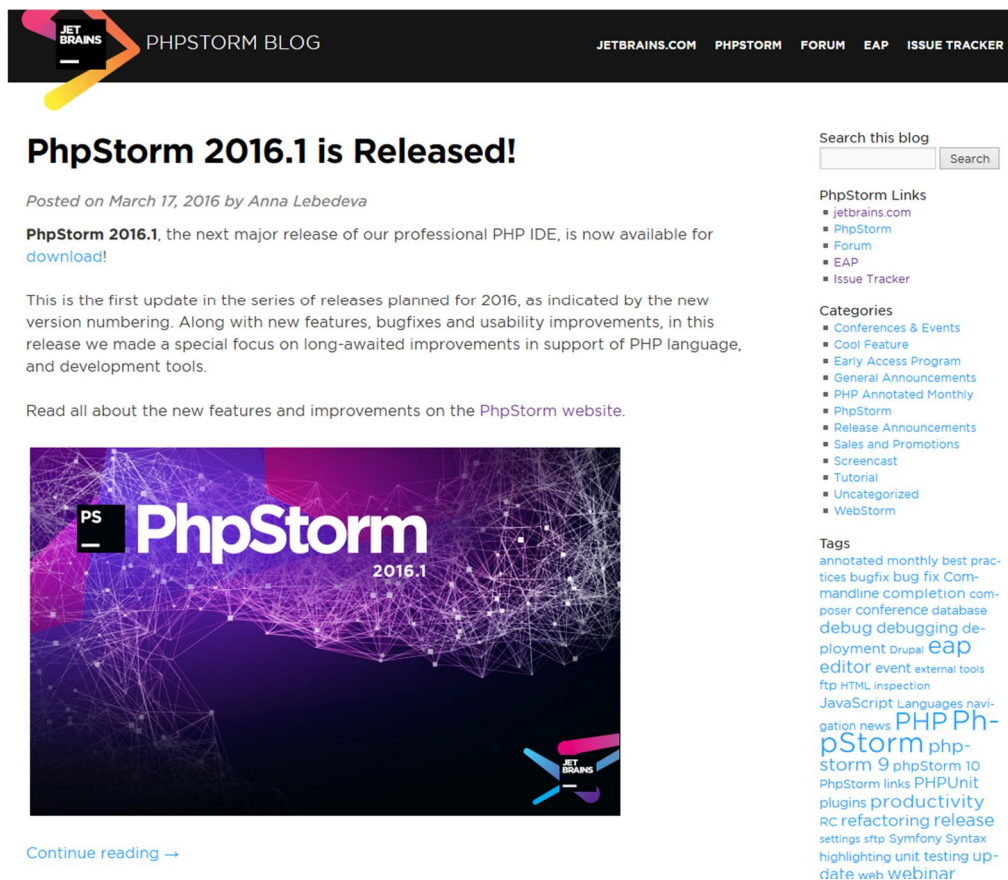 JET
BRAINS
PHPSTORM BLOG
JETBRAINS.COM PHPSTORM FORUM EAP ISSUE TRACKER
PhpStorm 2016.1 is Released!
Posted on March 17, 2016 by Anna Lebedeva
PhpStorm 2016.1, the next major release of our professional PHP IDE, is now available for
download!
This is the first update in the series of releases planned for 2016, as indicated by the new
version numbering. Along with new features, bugfixes and usability improvements, in this
release we made a special focus on long-awaited improvements in support of PHP language,
and development tools.
Read all about the new features and improvements on the PhpStorm website.
PS
PhpStorm
2016.1
JET
BRAINS
Continue reading →
Search this blog
Search
PhpStorm Links
jetbrains.com
PhpStorm
Forum
EAP
Issue Tracker
Categories
Conferences & Events
Cool Feature
Early Access Program
General Announcements
PHP Annotated Monthly
PhpStorm
Release Announcements
Sales and Promotions
Screencast
Tutorial
Uncategorized
WebStorm
Tags
annotated monthly best prac-
tices bugfix bug fix Com-
mandline completion com-
poser conference database
debug debugging de-
ployment Drupal eap
editor event external tools
ftp HTML inspection
JavaScript Languages navi-
gation news PHP Ph-
pStorm php-
storm 9 phpStorm 10
PhpStorm links PHPUnit
plugins productivity
RC refactoring release
settings sftp Symfony Syntax
highlighting unit testing up-
date web webinar